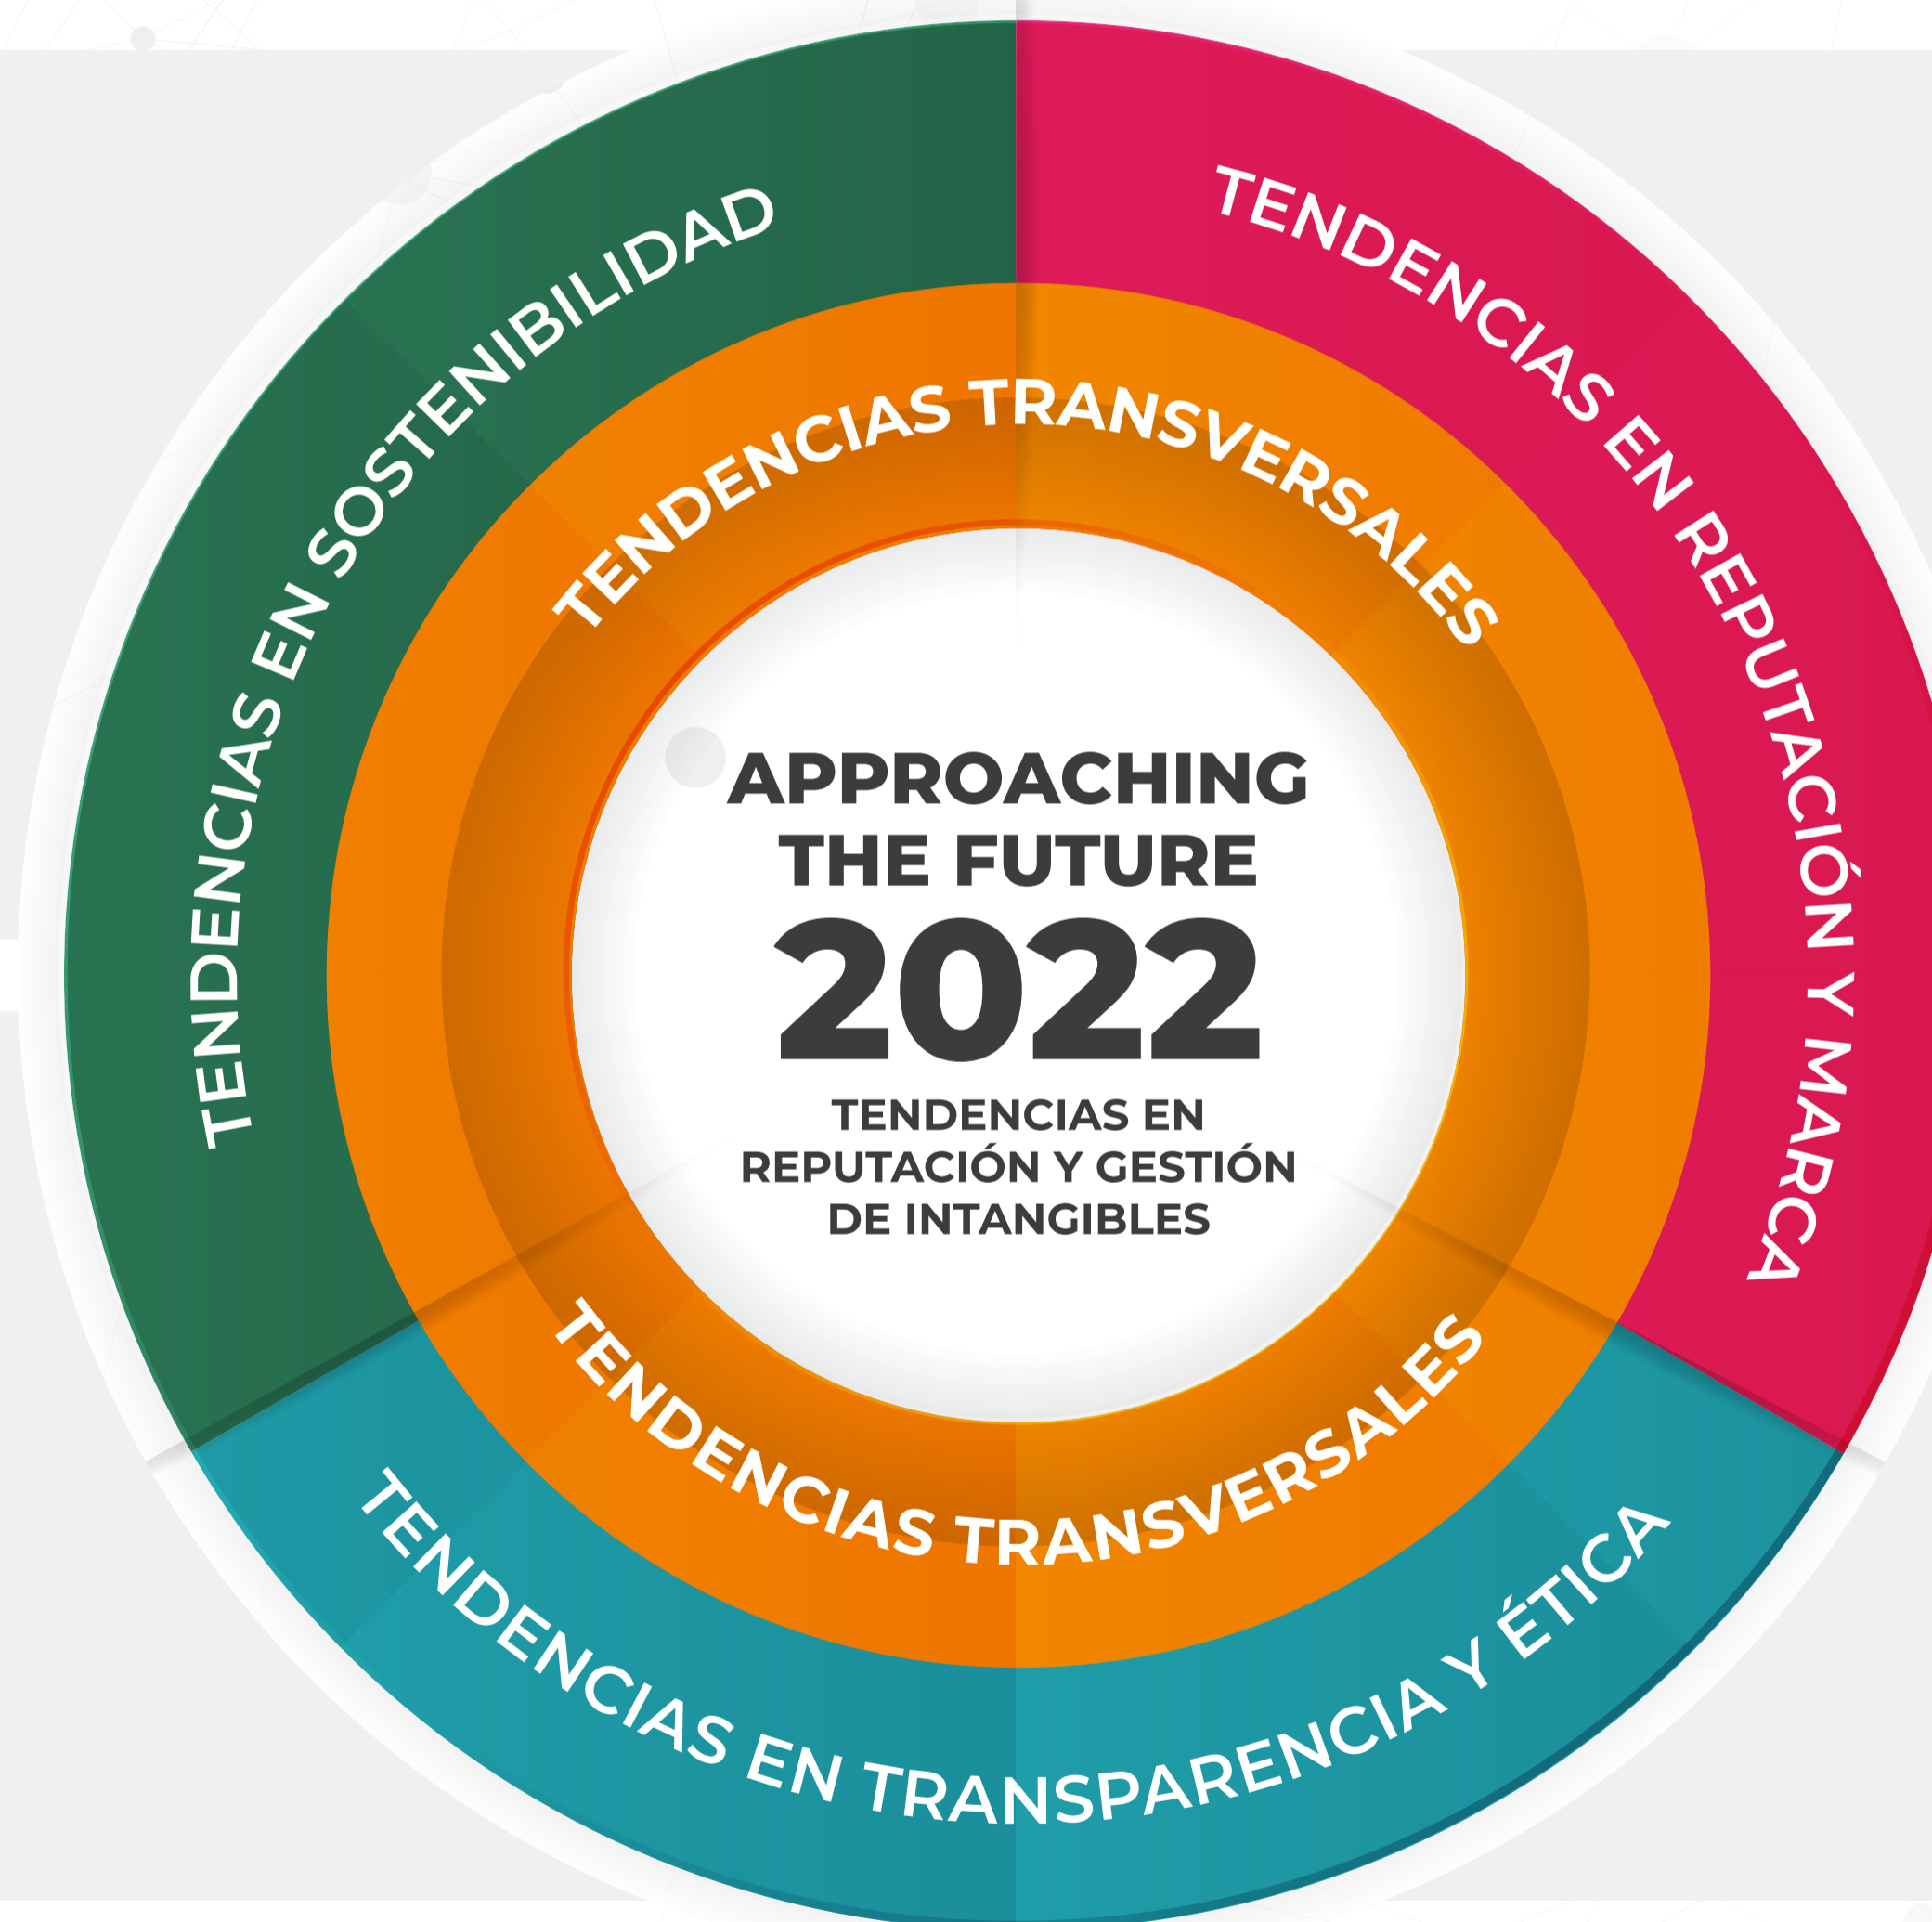 TENDENCIAS EN SOSTENIBILIDAD
TENDENCIAS EN REPUTACIÓN Y MARCA
TENDENCIAS TRANSVERSALES
APPROACHING
THE FUTURE
2022
TENDENCIAS EN
REPUTACIÓN Y GESTIÓN
DE INTANGIBLES
TENDENCIAS TRANSVERSALES
TENDENCIAS EN TRANSPARENCIA Y ÉTICA